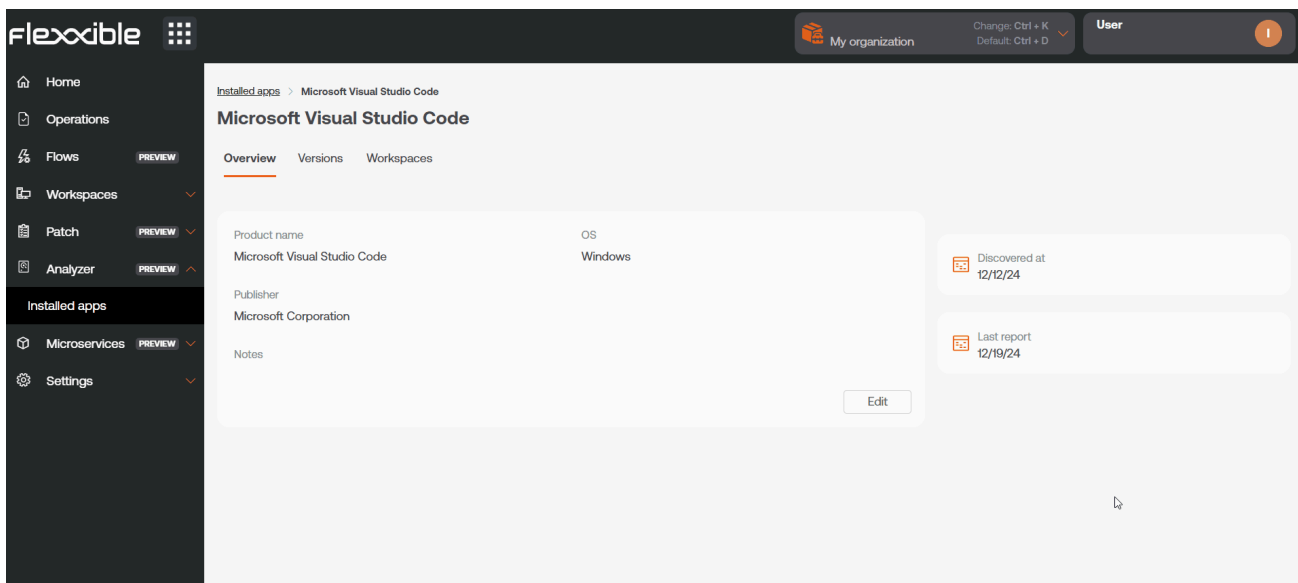 Flexxible
My organization
Change: Ctrl + K
Default: Ctrl + D
User
I
Home
Operations
Flows PREVIEW
Workspaces
Patch PREVIEW
Analyzer PREVIEW
Installed apps
Microservices PREVIEW
Settings
Installed apps > Microsoft Visual Studio Code
Microsoft Visual Studio Code
Overview Versions Workspaces
Product name OS
Microsoft Visual Studio Code Windows
Publisher
Microsoft Corporation
Notes
Edit
Discovered at
12/12/24
Last report
12/19/24